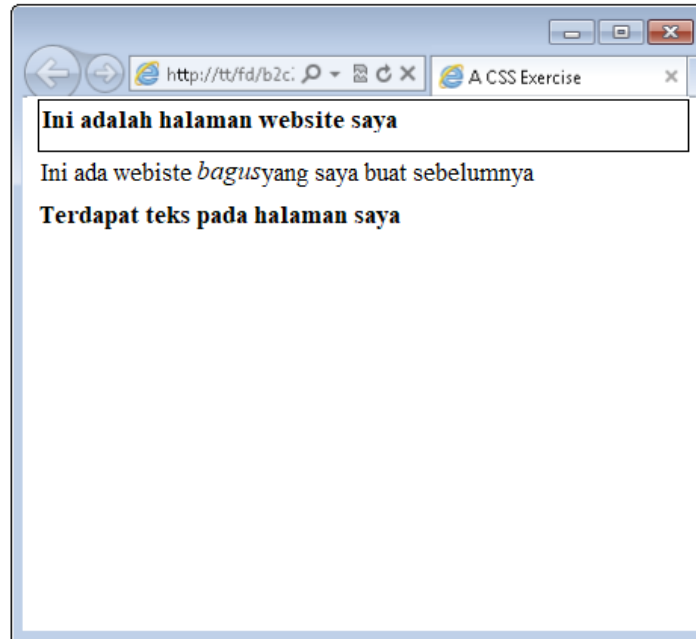 http://tt/fd/b2c
A CSS Exercise
Ini adalah halaman website saya
Ini ada webiste bagusyang saya buat sebelumnya
Terdapat teks pada halaman saya